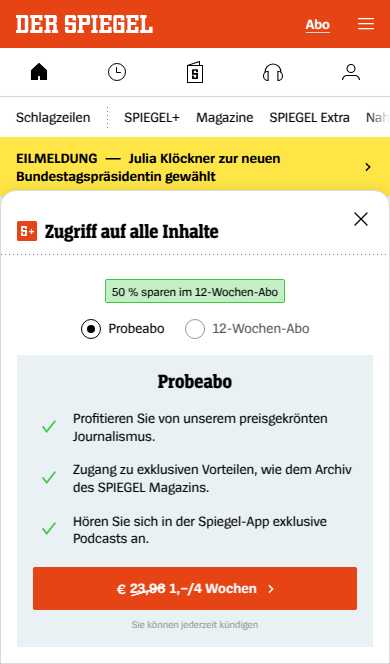 DER SPIEGEL
Abo
Schlagzeilen SPIEGEL+ Magazine SPIEGEL Extra Nah
EILMELDUNG — Julia Klöckner zur neuen
Bundestagspräsidentin gewählt
S+ Zugriff auf alle Inhalte
50 % sparen im 12-Wochen-Abo
Probeabo 12-Wochen-Abo
Probeabo
Profitieren Sie von unserem preisgekrönten
Journalismus.
Zugang zu exklusiven Vorteilen, wie dem Archiv
des SPIEGEL Magazins.
Hören Sie sich in der Spiegel-App exklusive
Podcasts an.
€ 23,96 1,–/4 Wochen
Sie können jederzeit kündigen